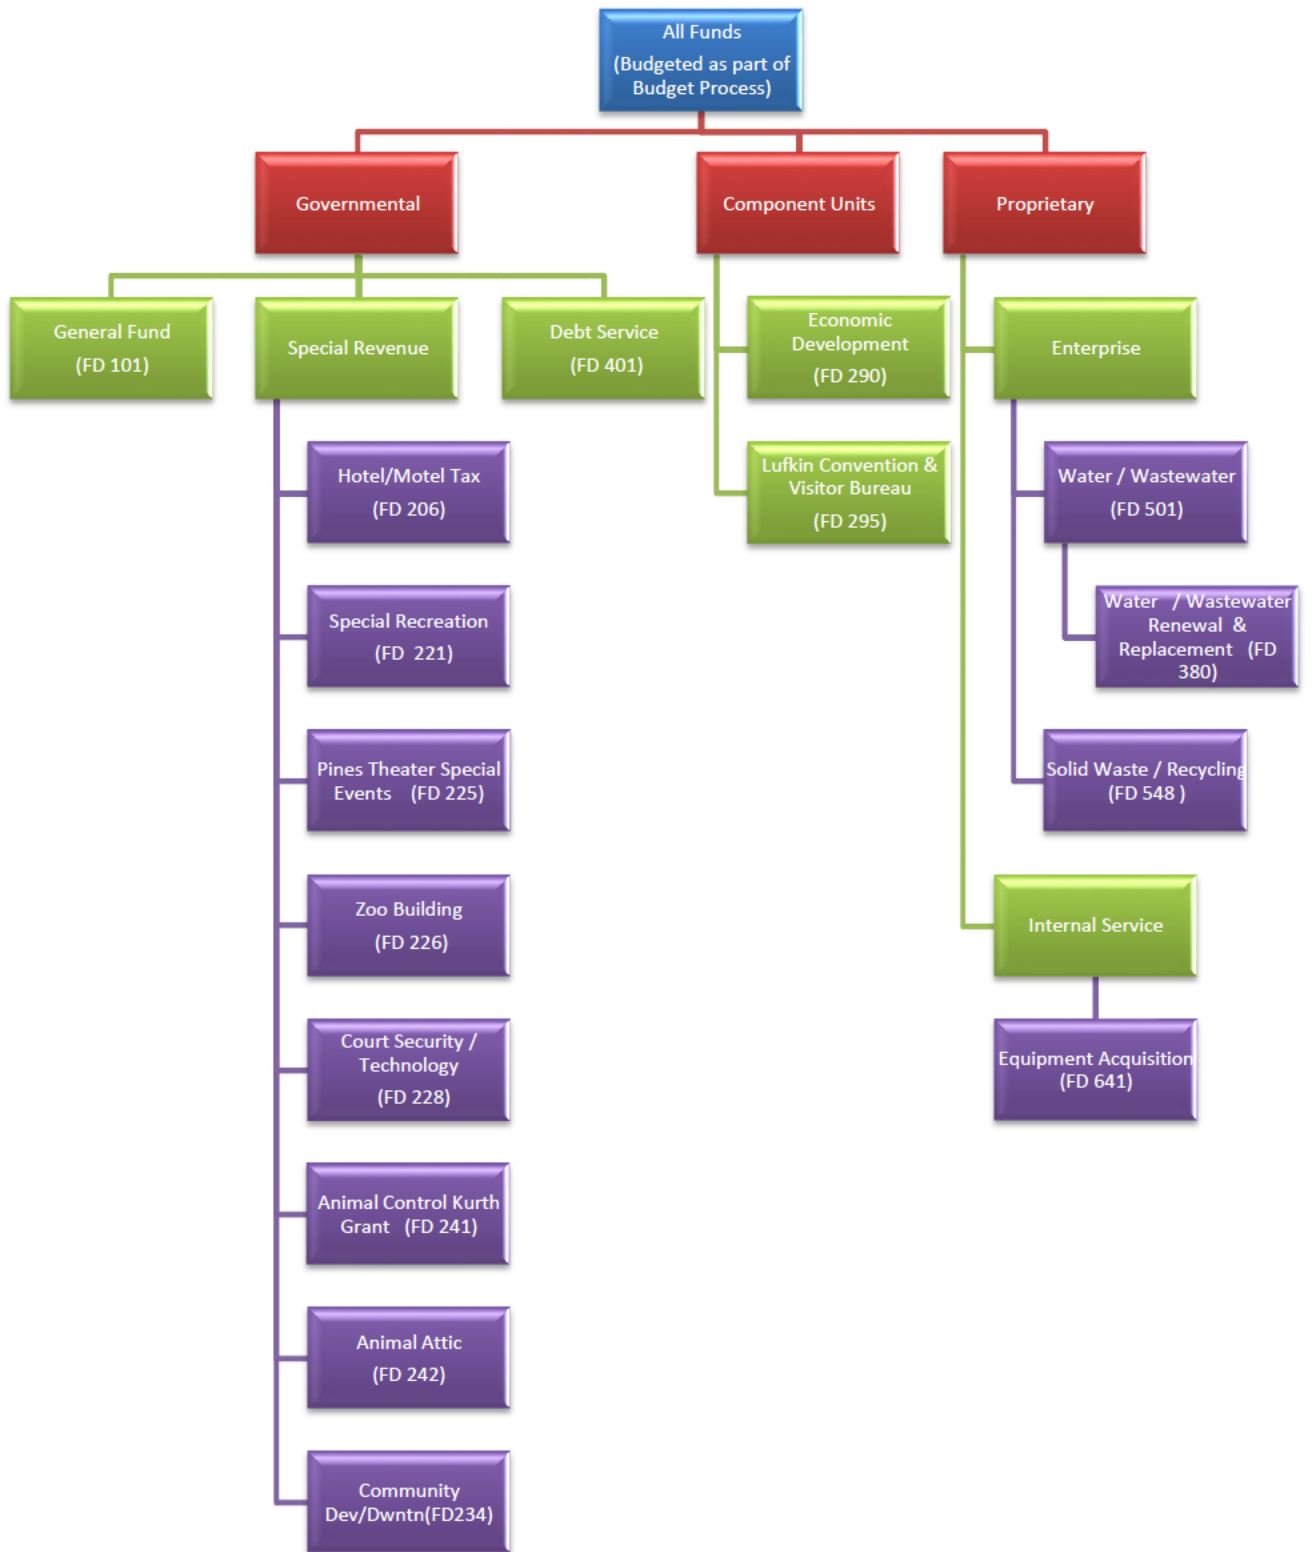 All Funds
(Budgeted as part of
Budget Process)
Governmental
Component Units
Proprietary
General Fund
(FD 101)
Special Revenue
Debt Service
(FD 401)
Economic
Development
(FD 290)
Enterprise
Hotel/Motel Tax
(FD 206)
Lufkin Convention &
Visitor Bureau
(FD 295)
Water / Wastewater
(FD 501)
Special Recreation
(FD 221)
Water / Wastewater
Renewal &
Replacement (FD
380)
Pines Theater Special
Events (FD 225)
Solid Waste / Recycling
(FD 548 )
Zoo Building
(FD 226)
Internal Service
Court Security /
Technology
(FD 228)
Equipment Acquisition
(FD 641)
Animal Control Kurth
Grant (FD 241)
Animal Attic
(FD 242)
Community
Dev/Dwntn(FD234)